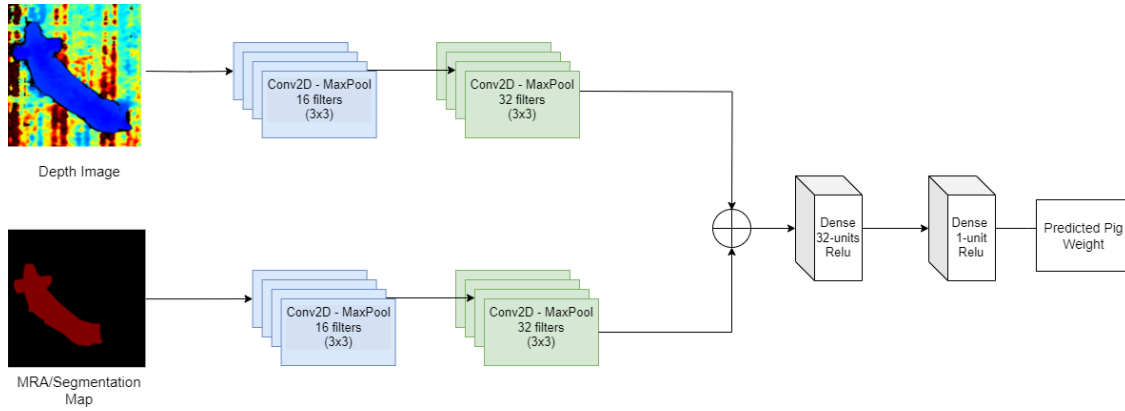 Depth Image
Conv2D - MaxPool
16 filters
(3x3)
Conv2D - MaxPool
32 filters
(3x3)
MRA/Segmentation
Map
Conv2D - MaxPool
16 filters
(3x3)
Conv2D - MaxPool
32 filters
(3x3)
Dense
32-units
Relu
Dense
1-unit
Relu
Predicted Pig
Weight